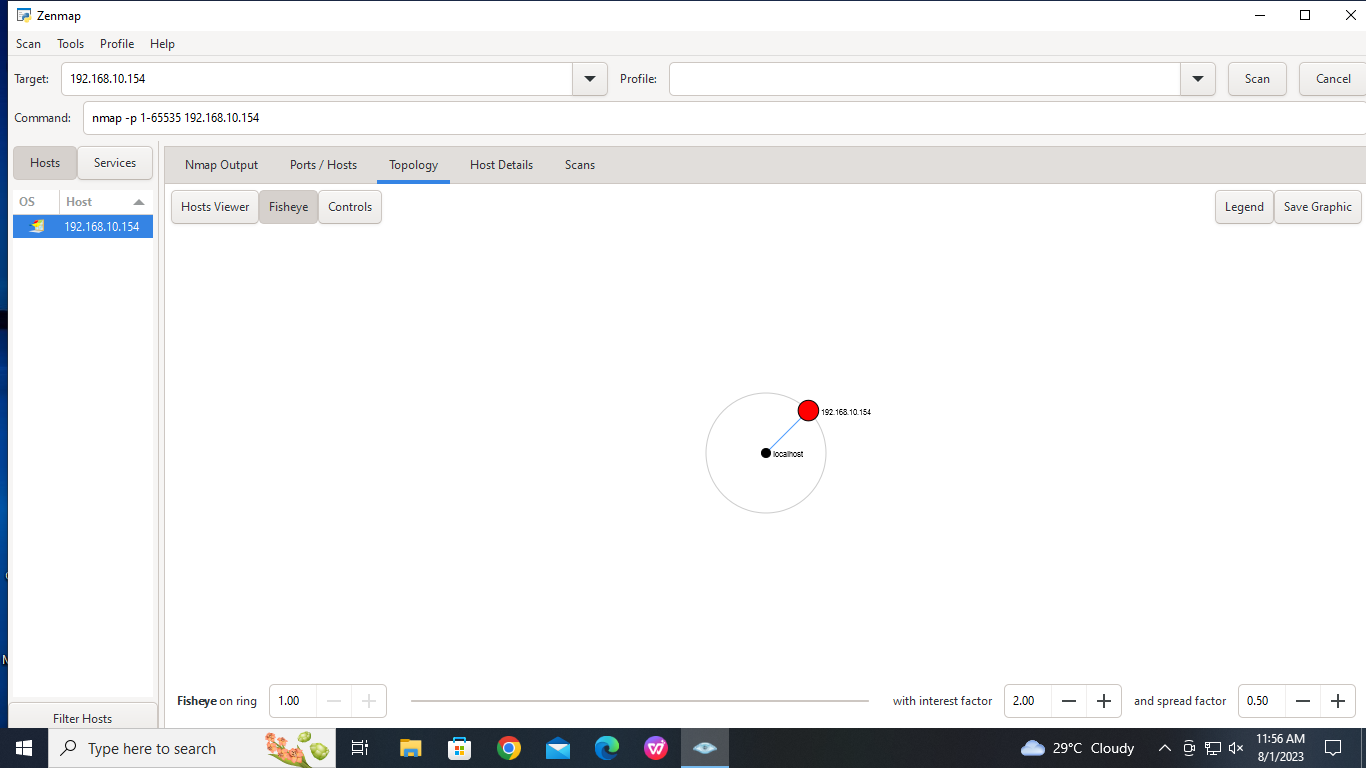 Zenmap
Scan Tools Profile Help
Target: 192.168.10.154 Profile: Scan Cancel
Command: nmap -p 1-65535 192.168.10.154
Hosts Services
Nmap Output Ports / Hosts Topology Host Details Scans
OS Host
192.168.10.154
Hosts Viewer Fisheye Controls Legend Save Graphic
192.168.10.154
localhost
Fisheye on ring 1.00 with interest factor 2.00 and spread factor 0.50
Filter Hosts
Type here to search
29°C Cloudy
11:56 AM
8/1/2023